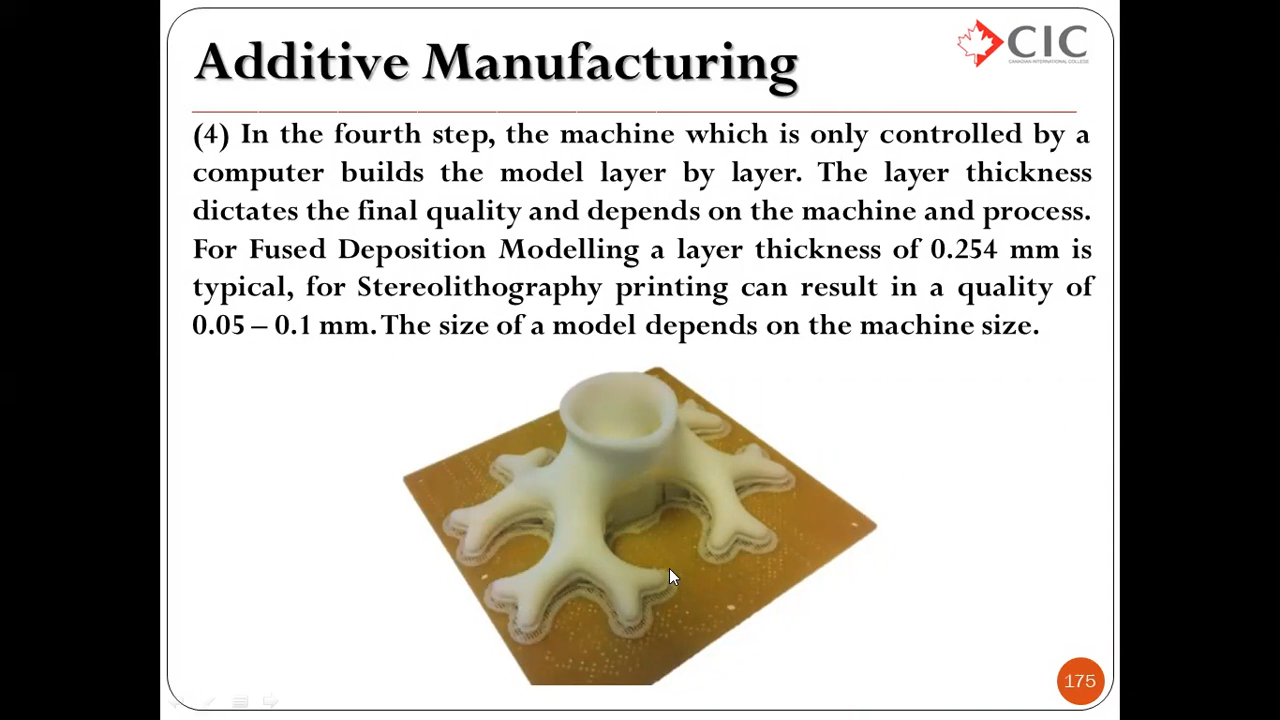 Additive Manufacturing
CIC
CANADIAN INTERNATIONAL COLLEGE
(4) In the fourth step, the machine which is only controlled by a
computer builds the model layer by layer. The layer thickness
dictates the final quality and depends on the machine and process.
For Fused Deposition Modelling a layer thickness of 0.254 mm is
typical, for Stereolithography printing can result in a quality of
0.05 – 0.1 mm. The size of a model depends on the machine size.
175